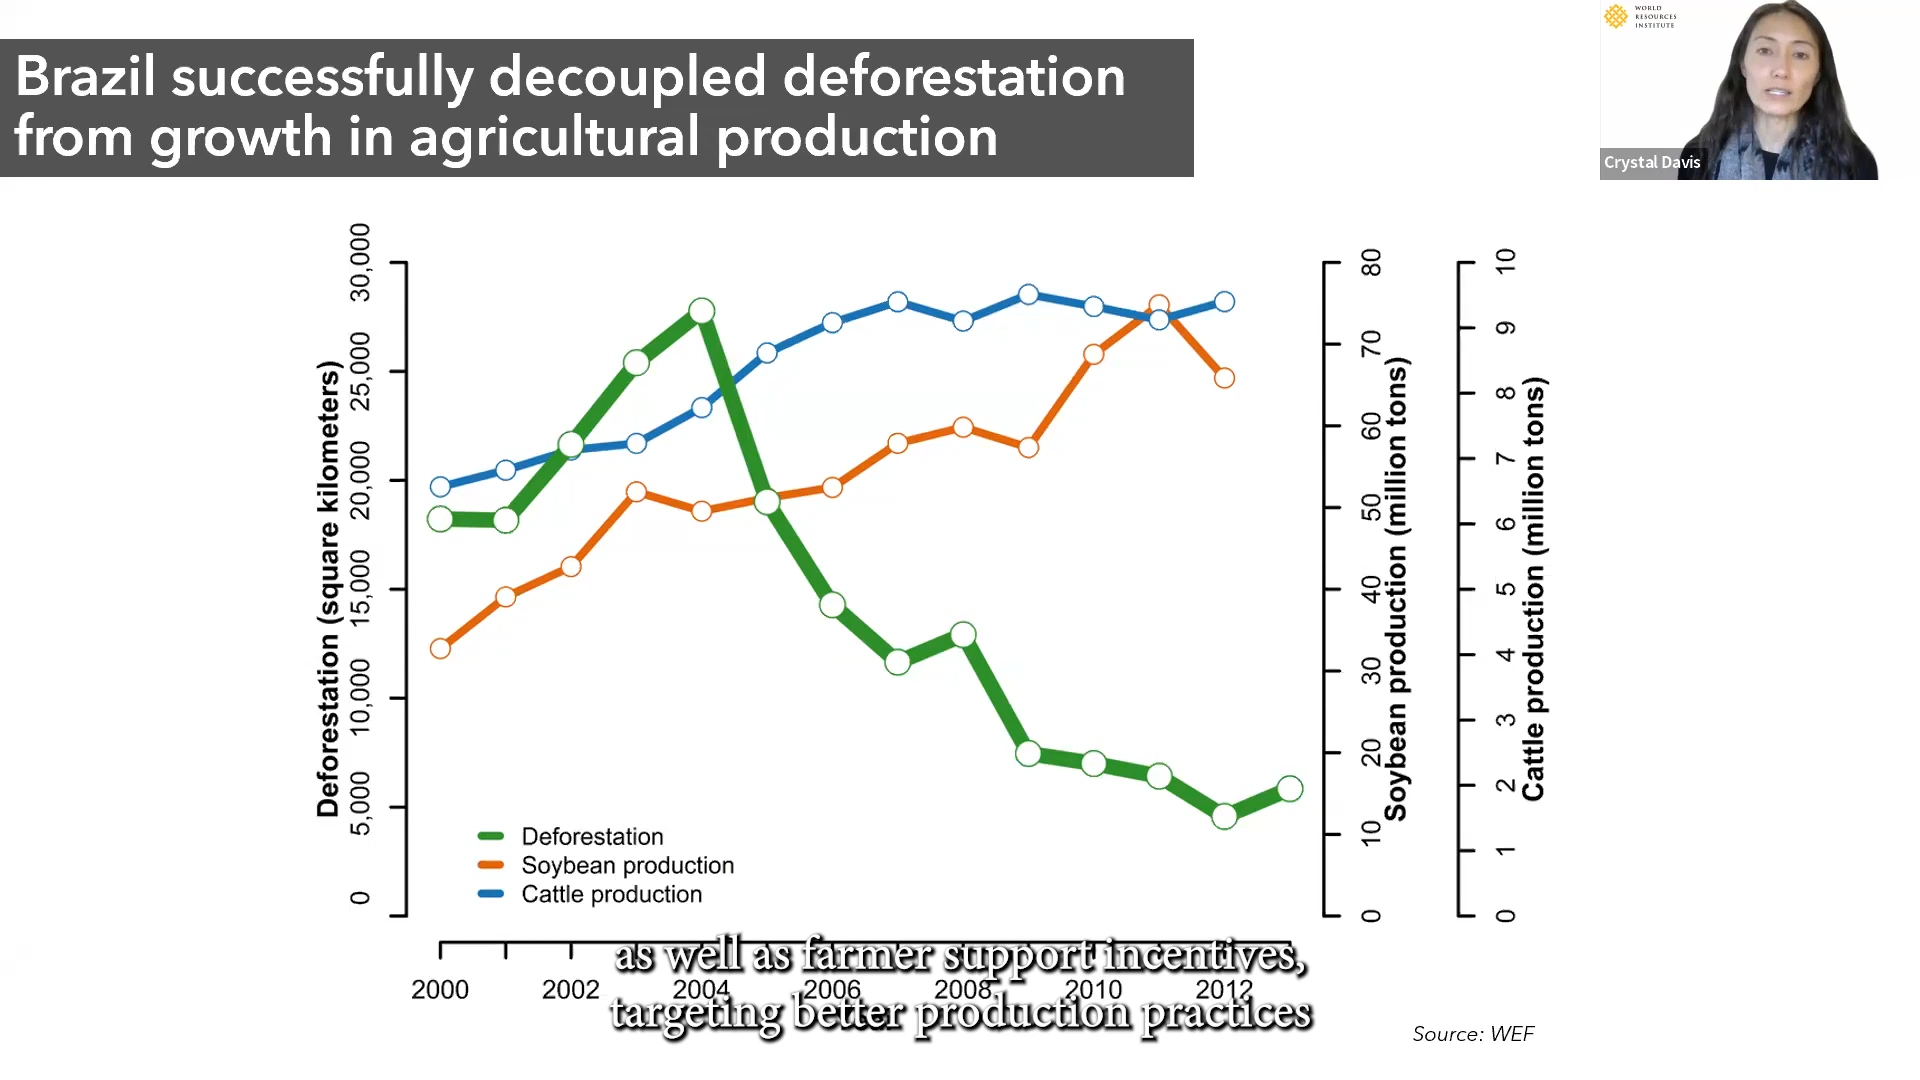 WORLD
RESOURCES
INSTITUTE
Crystal Davis
Brazil successfully decoupled deforestation
from growth in agricultural production
Deforestation (square kilometers)
30,000
25,000
20,000
15,000
10,000
5,000
0
Deforestation
Soybean production
Cattle production
80
70
60
50
40
30
20
10
0
Soybean production (million tons)
10
9
8
7
6
5
4
3
2
1
0
Cattle production (million tons)
2000 2002 2004 2006 2008 2010 2012
as well as farmer support incentives,
targeting better production practices
Source: WEF